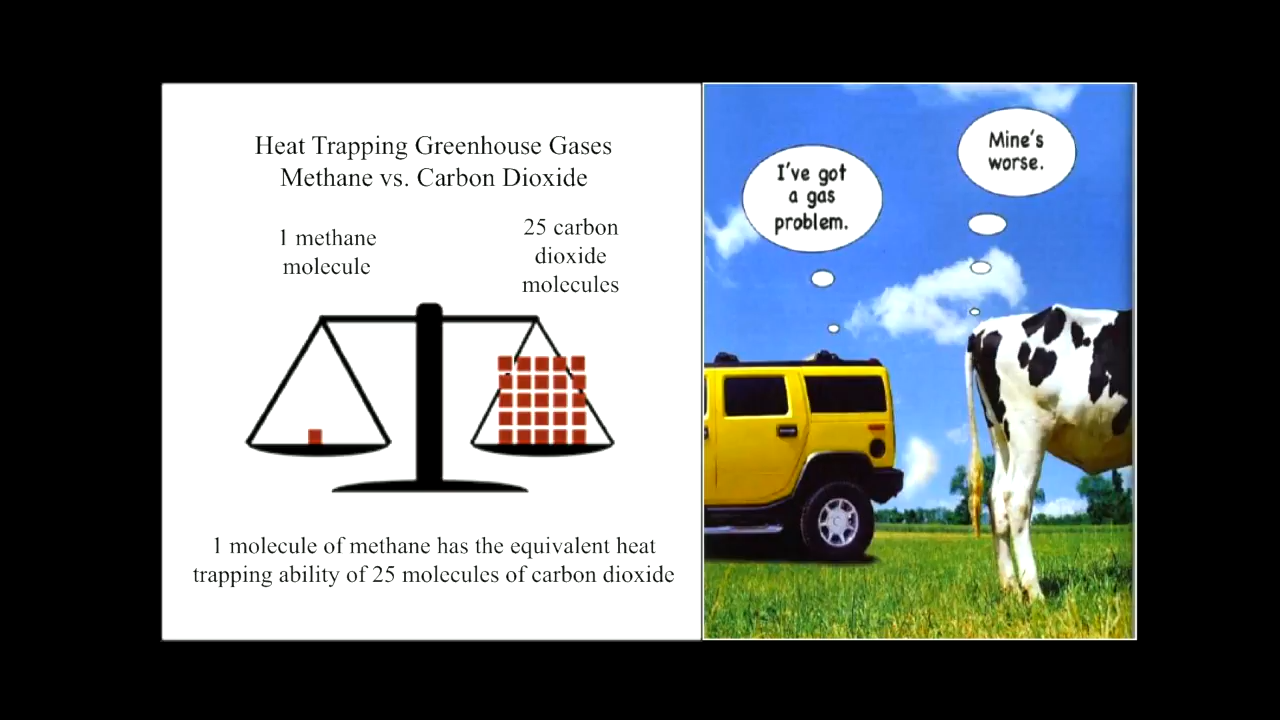 Heat Trapping Greenhouse Gases
Methane vs. Carbon Dioxide
1 methane
molecule
25 carbon
dioxide
molecules
1 molecule of methane has the equivalent heat
trapping ability of 25 molecules of carbon dioxide
I've got
a gas
problem.
Mine's
worse.